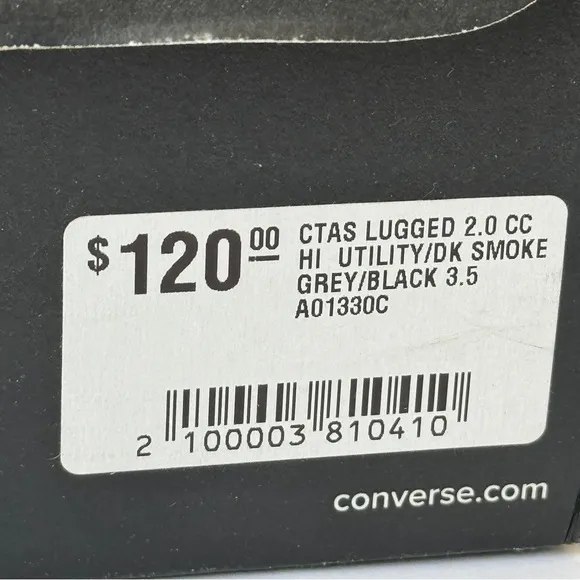 $120.00
CTAS LUGGED 2.0 CC
HI UTILITY/DK SMOKE
GREY/BLACK 3.5
A01330C
2 100003 810410
converse.com